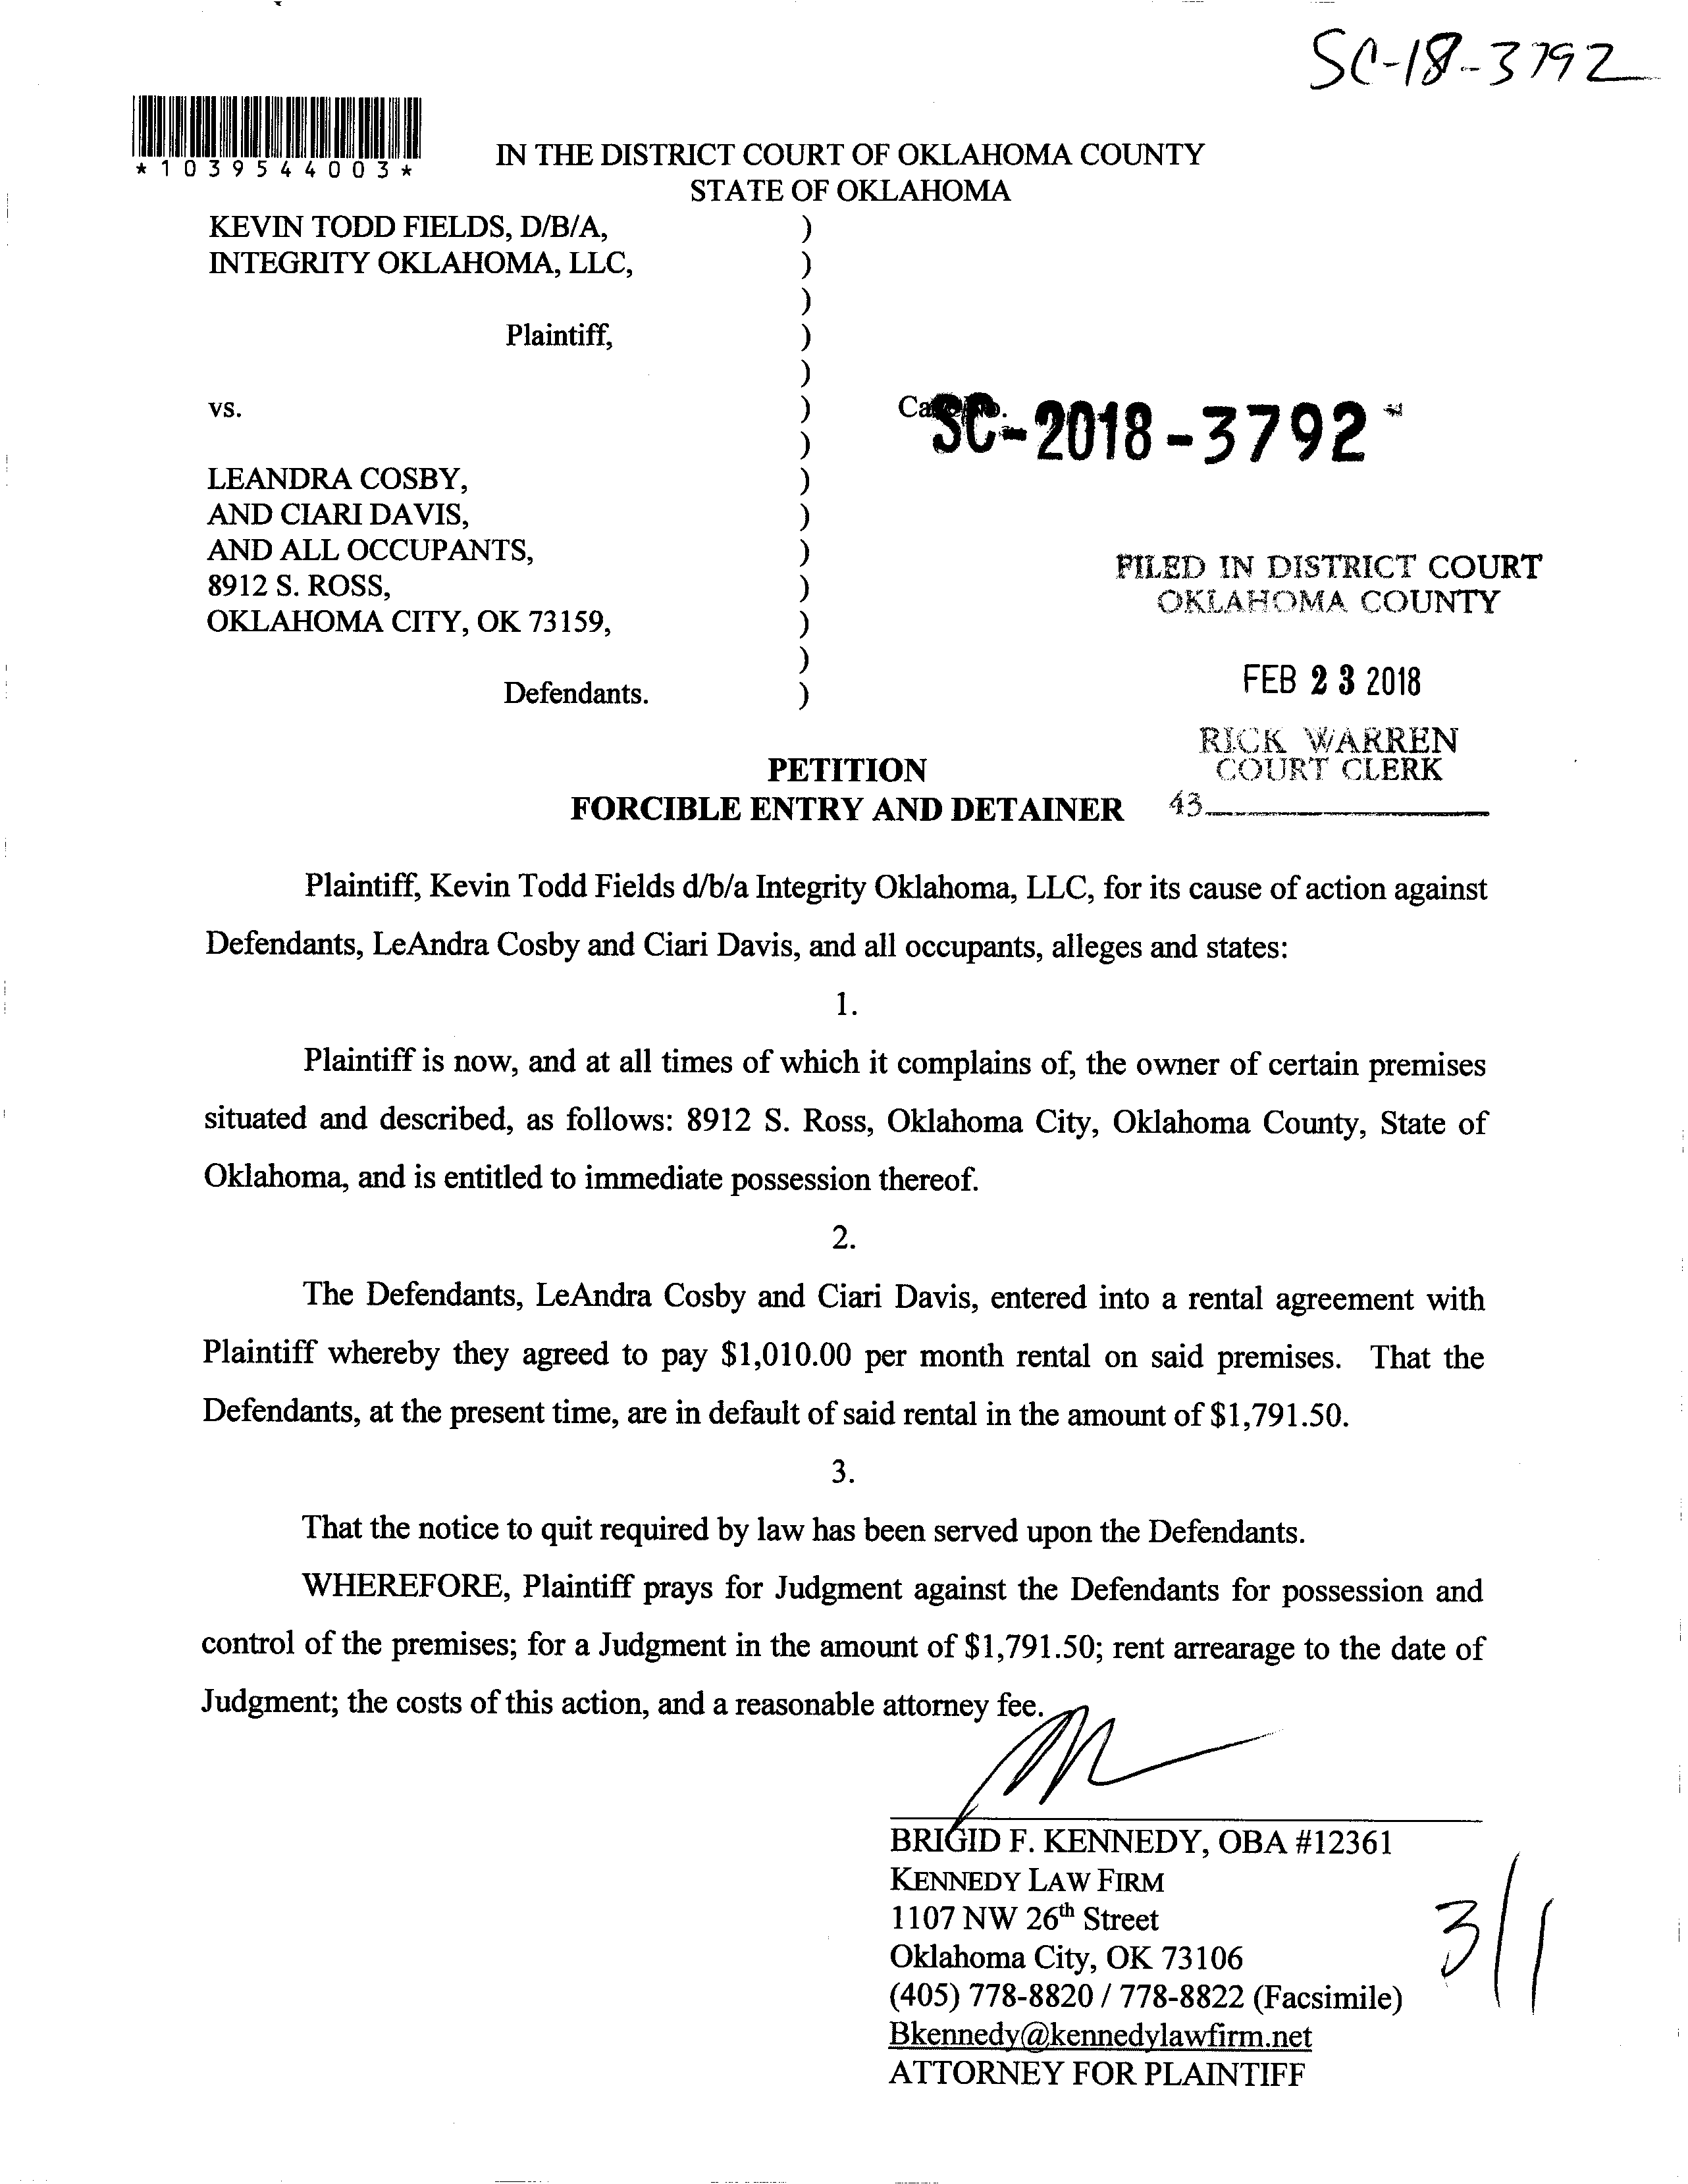 SC-18-3792
*1039544003*
IN THE DISTRICT COURT OF OKLAHOMA COUNTY
STATE OF OKLAHOMA
KEVIN TODD FIELDS, D/B/A, )
INTEGRITY OKLAHOMA, LLC, )
)
Plaintiff, )
)
vs. ) Case No. SC-2018-3792
)
LEANDRA COSBY, )
AND CIARI DAVIS, )
AND ALL OCCUPANTS, )
8912 S. ROSS, )
OKLAHOMA CITY, OK 73159, )
)
Defendants. )
FILED IN DISTRICT COURT
OKLAHOMA COUNTY
FEB 23 2018
RICK WARREN
COURT CLERK
43
PETITION
FORCIBLE ENTRY AND DETAINER
Plaintiff, Kevin Todd Fields d/b/a Integrity Oklahoma, LLC, for its cause of action against
Defendants, LeAndra Cosby and Ciari Davis, and all occupants, alleges and states:
1.
Plaintiff is now, and at all times of which it complains of, the owner of certain premises
situated and described, as follows: 8912 S. Ross, Oklahoma City, Oklahoma County, State of
Oklahoma, and is entitled to immediate possession thereof.
2.
The Defendants, LeAndra Cosby and Ciari Davis, entered into a rental agreement with
Plaintiff whereby they agreed to pay $1,010.00 per month rental on said premises. That the
Defendants, at the present time, are in default of said rental in the amount of $1,791.50.
3.
That the notice to quit required by law has been served upon the Defendants.
WHEREFORE, Plaintiff prays for Judgment against the Defendants for possession and
control of the premises; for a Judgment in the amount of $1,791.50; rent arrearage to the date of
Judgment; the costs of this action, and a reasonable attorney fee.
BRIGID F. KENNEDY, OBA #12361
KENNEDY LAW FIRM
1107 NW 26th Street
Oklahoma City, OK 73106
(405) 778-8820 / 778-8822 (Facsimile)
Bkennedy@kennedylawfirm.net
ATTORNEY FOR PLAINTIFF
3/1